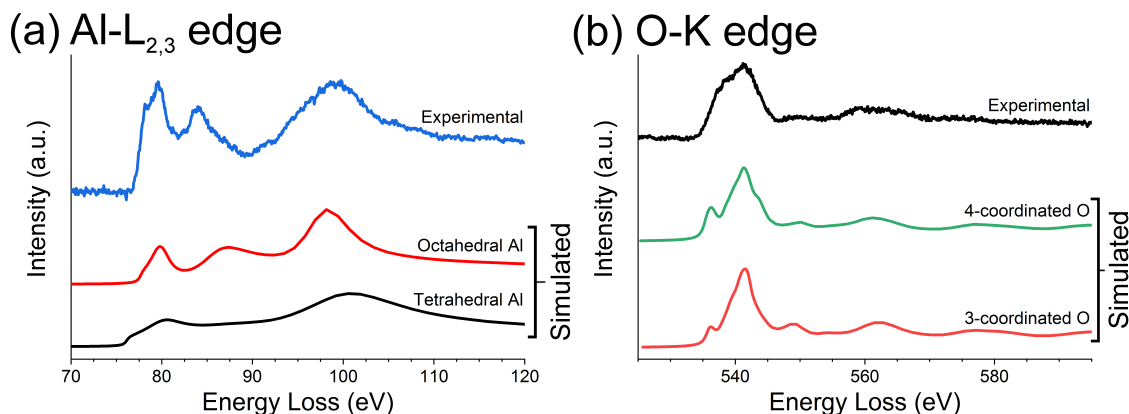 (a) Al-L2,3 edge
Intensity (a.u.)
Experimental
Octahedral Al
Tetrahedral Al
Simulated
70 80 90 100 110 120
Energy Loss (eV)
(b) O-K edge
Intensity (a.u.)
Experimental
4-coordinated O
3-coordinated O
Simulated
540 560 580
Energy Loss (eV)